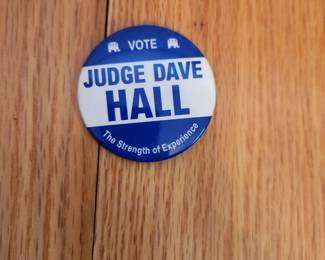 VOTE
JUDGE DAVE
HALL
The Strength of Experience